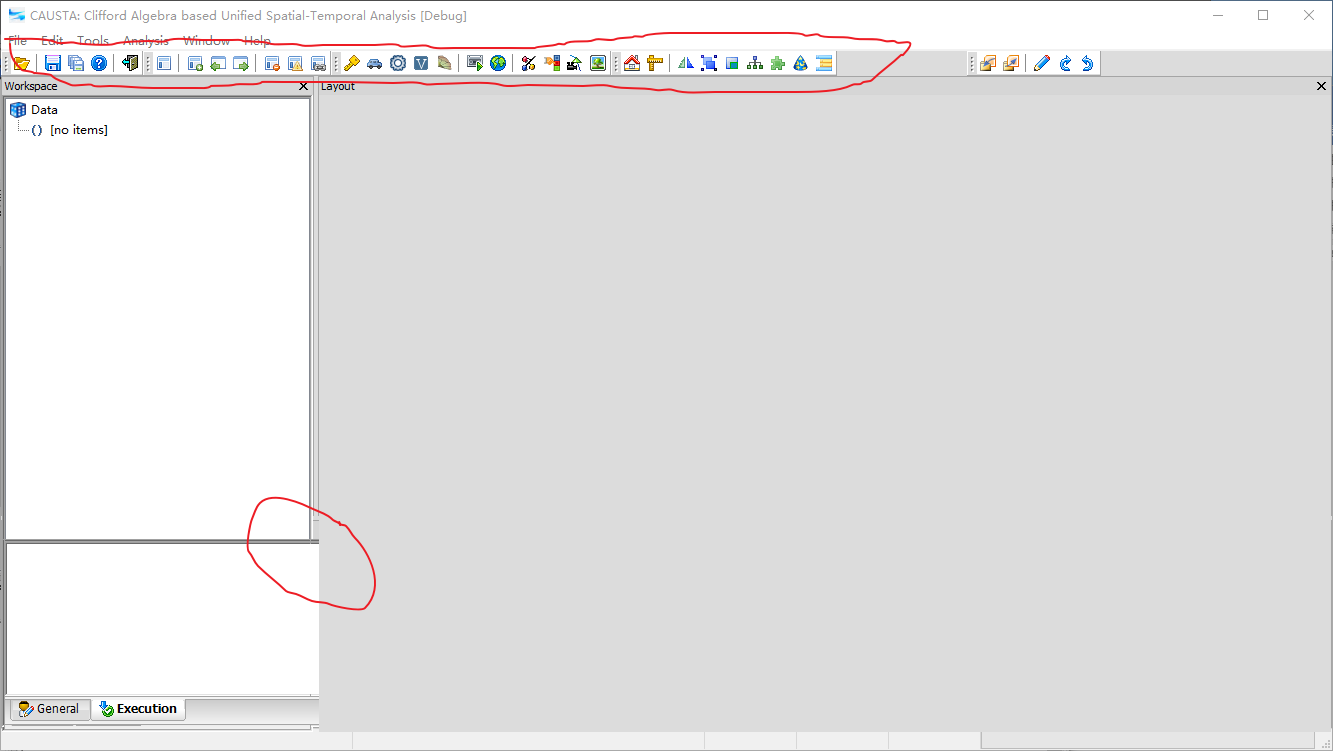 CAUSTA: Clifford Algebra based Unified Spatial-Temporal Analysis [Debug]
File Edit Tools Analysis Window Help
Workspace Layout
Data
() [no items]
General Execution